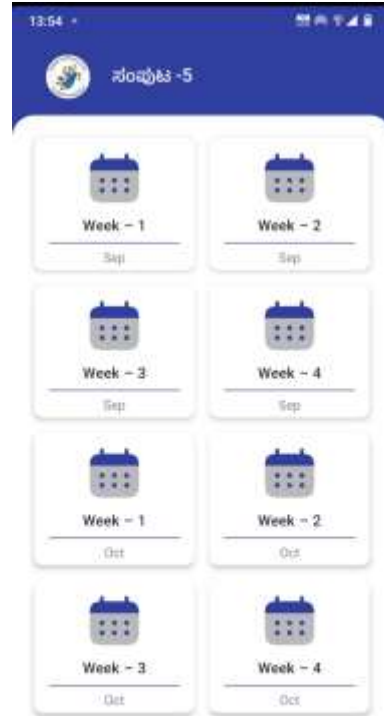 13:54
ಸಂಪುಟ -5
Week – 1
Week – 2
Sep
Sep
Week – 3
Week – 4
Sep
Sep
Week – 1
Week – 2
Oct
Oct
Week – 3
Week – 4
Oct
Oct